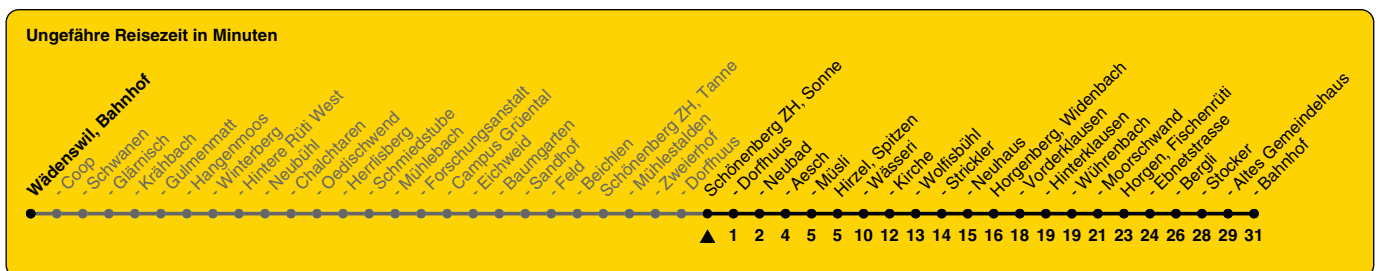 Ungefähre Reisezeit in Minuten
Wädenswil, Bahnhof
- Coop
- Schwanen
- Glärnisch
- Krähbach
- Gulmenmatt
- Hangenmoos
- Winterberg
- Hintere Rüti West
- Neubühl
- Chalchtaren
- Oedischwend
- Herrlisberg
- Schmiedstube
- Mühlebach
- Forschungsanstalt
- Campus Grüental
- Eichweid
- Baumgarten
- Sandhof
- Feld
- Beichlen
Schönenberg ZH, Tanne
- Mühlestalden
- Zweierhof
- Dorfhuus
Schönenberg ZH, Sonne
- Dorfhuus
- Neubad
- Aesch
- Müsli
Hirzel, Spitzen
- Wässeri
- Kirche
- Wolfisbühl
- Strickler
- Neuhaus
Horgenberg, Widenbach
- Vorderklausen
- Hinterklausen
- Würenbach
- Moorschwand
Horgen, Fischenrüti
- Ebnetstrasse
- Bergli
- Stocker
- Altes Gemeindehaus
- Bahnhof
1 2 4 5 5 10 12 13 14 15 16 18 19 19 21 23 24 26 28 29 31